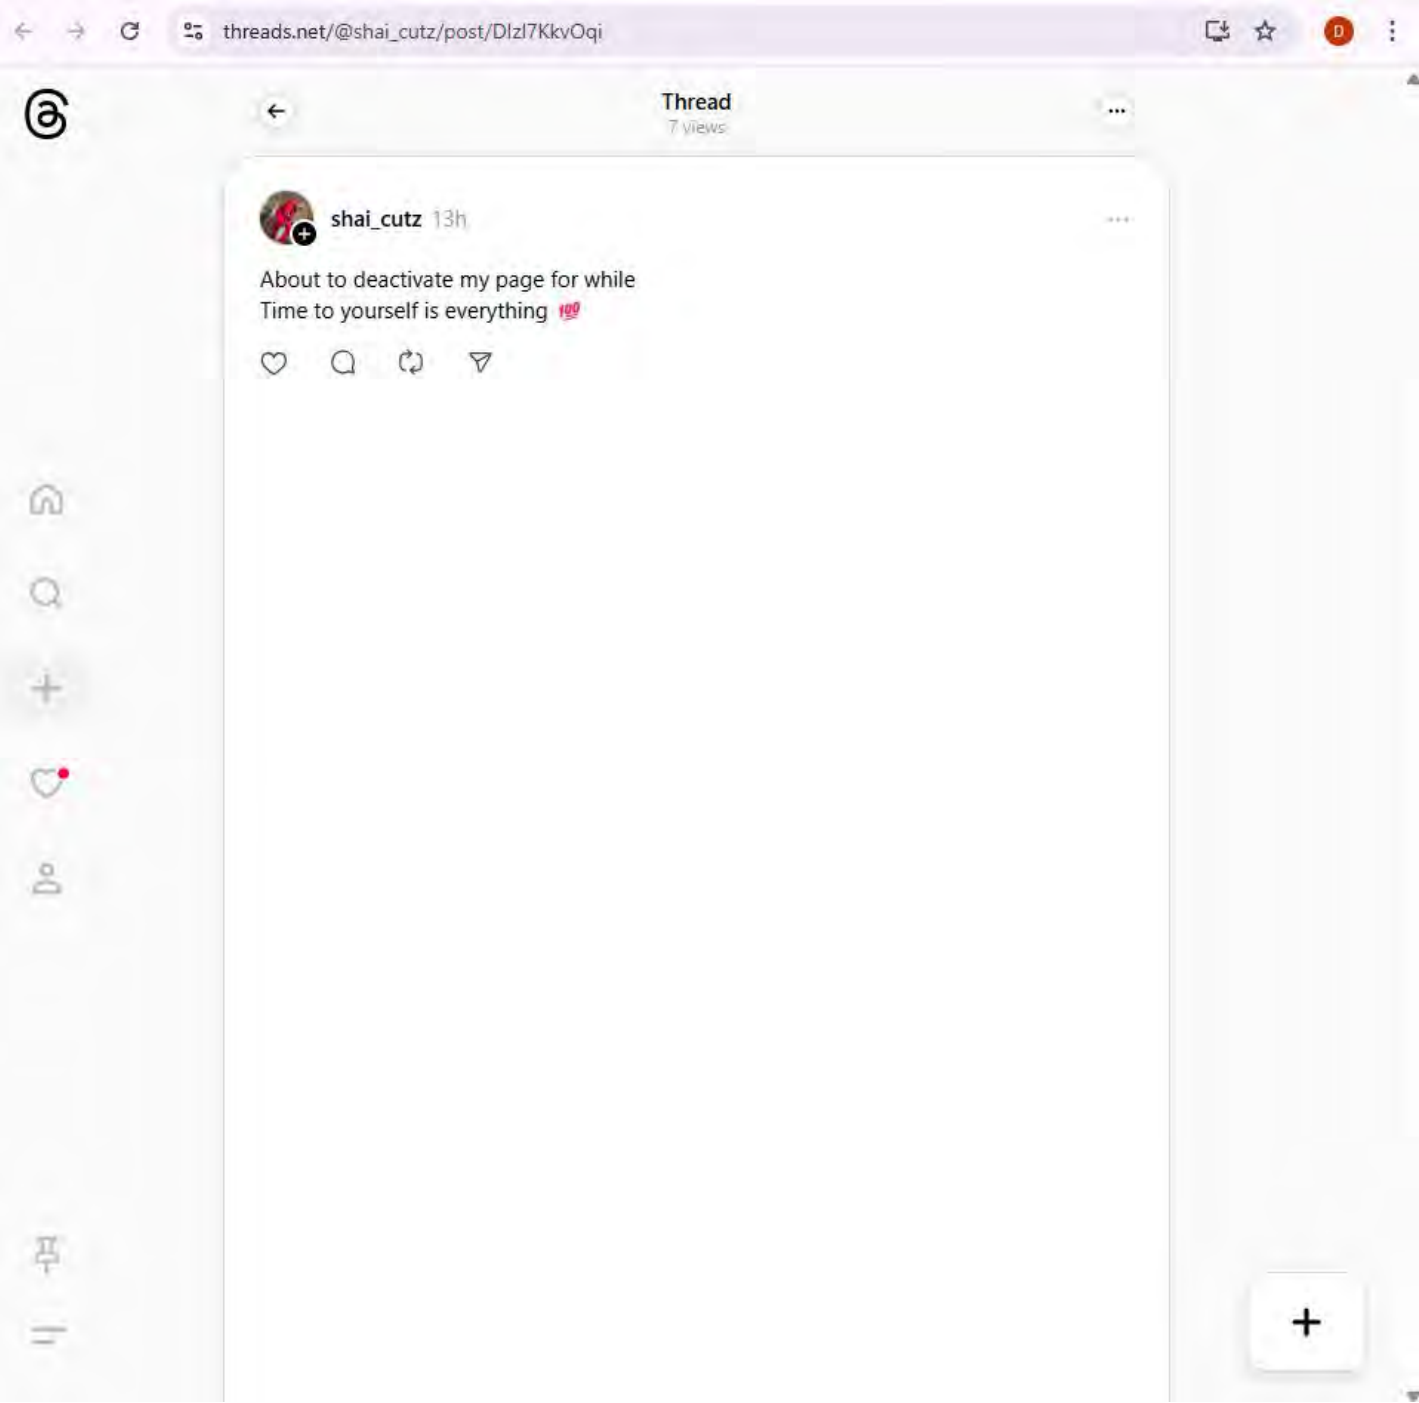 threads.net/@shai_cutz/post/DIzI7KkvOqi
D
Thread
7 views
shai_cutz 13h
About to deactivate my page for while
Time to yourself is everything 💯